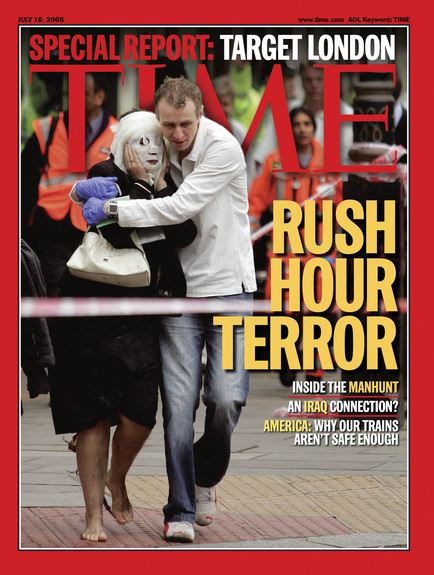 JULY 18, 2005
www.time.com AOL Keyword: TIME
SPECIAL REPORT: TARGET LONDON
TIME
RUSH
HOUR
TERROR
INSIDE THE MANHUNT
AN IRAQ CONNECTION?
AMERICA: WHY OUR TRAINS
AREN'T SAFE ENOUGH